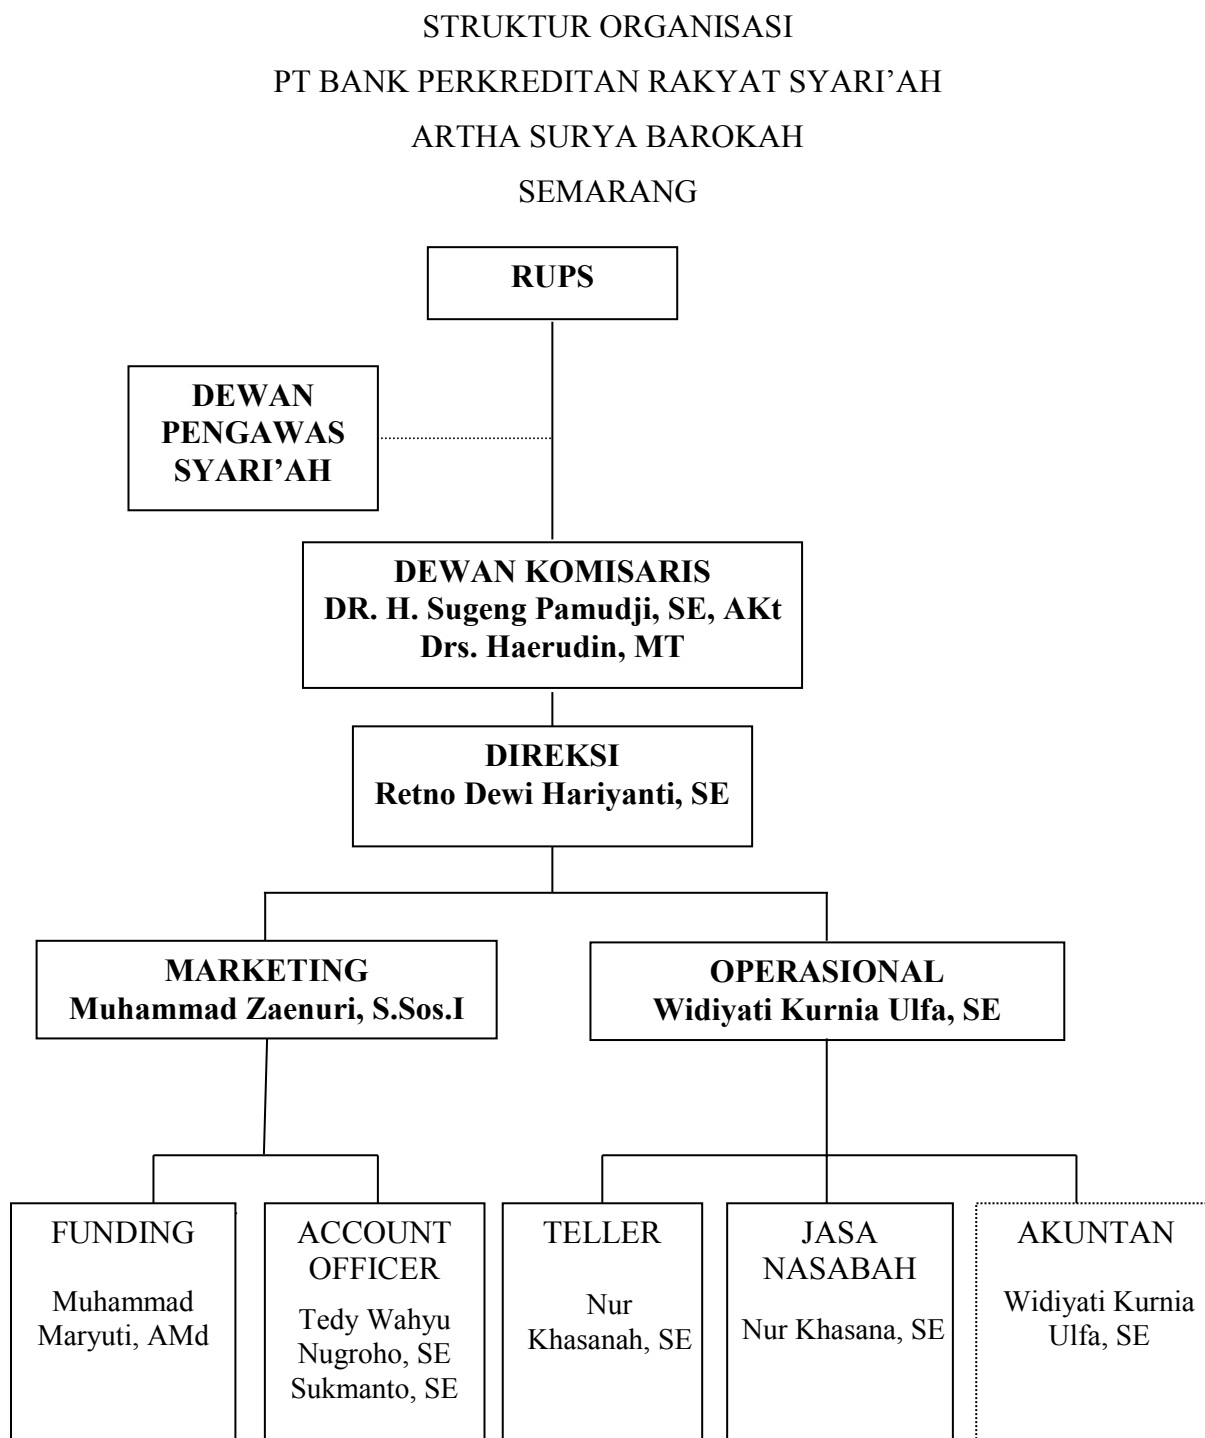 STRUKTUR ORGANISASI
PT BANK PERKREDITAN RAKYAT SYARI’AH
ARTHA SURYA BAROKAH
SEMARANG
RUPS
DEWAN
PENGAWAS
SYARI’AH
DEWAN KOMISARIS
DR. H. Sugeng Pamudji, SE, AKt
Drs. Haerudin, MT
DIREKSI
Retno Dewi Hariyanti, SE
MARKETING
Muhammad Zaenuri, S.Sos.I
OPERASIONAL
Widiyati Kurnia Ulfa, SE
FUNDING
Muhammad
Maryuti, AMd
ACCOUNT
OFFICER
Tedy Wahyu
Nugroho, SE
Sukmanto, SE
TELLER
Nur
Khasanah, SE
JASA
NASABAH
Nur Khasana, SE
AKUNTAN
Widiyati Kurnia
Ulfa, SE